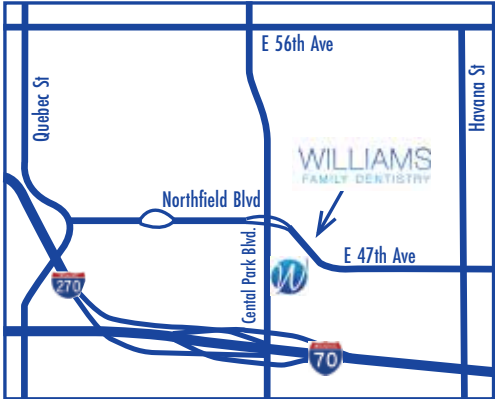 E 56th Ave
Quebec St
Havana St
WILLIAMS
FAMILY DENTISTRY
Northfield Blvd
Cental Park Blvd.
E 47th Ave
W
270
70